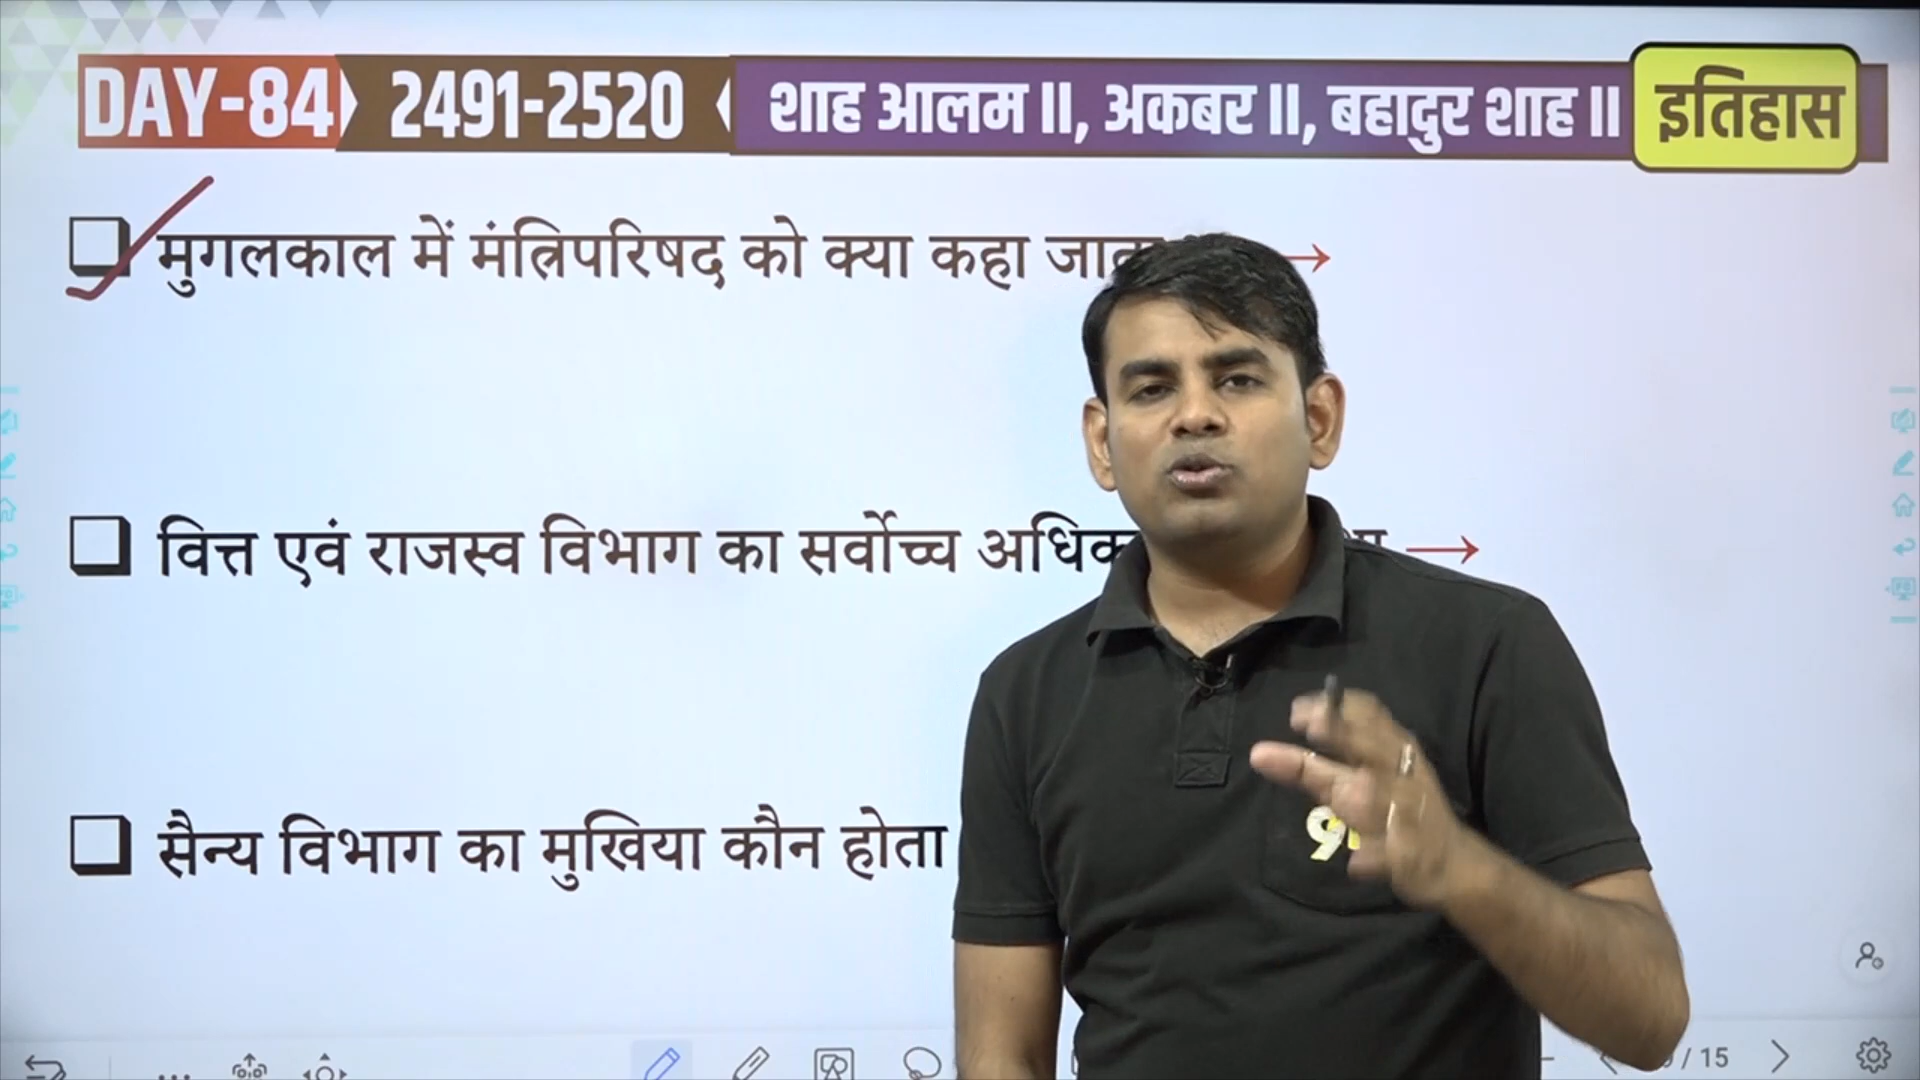 DAY-84 2491-2520 शाह आलम II, अकबर II, बहादुर शाह II इतिहास
मुगलकाल में मंत्रिपरिषद को क्या कहा →
वित्त एवं राजस्व विभाग का सर्वोच्च →
सैन्य विभाग का मुखिया कौन होता
/ 15